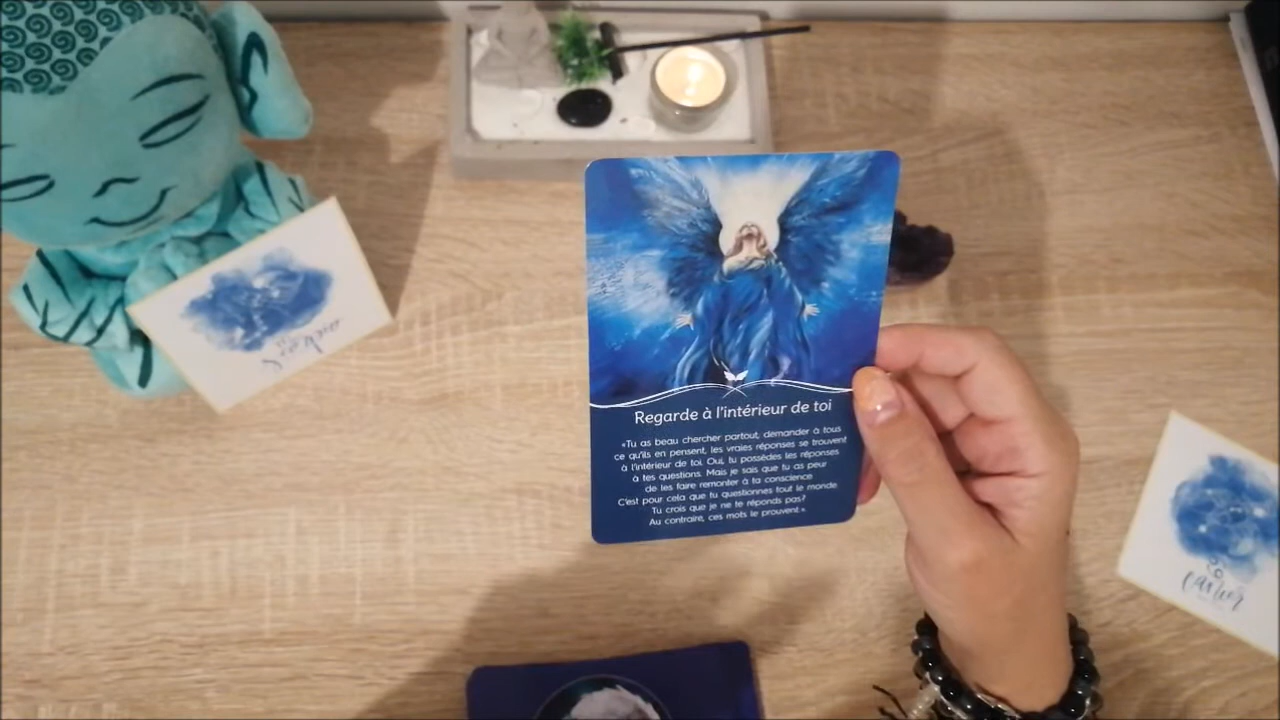 Regarde à l'intérieur de toi
«Tu as beau chercher partout, demander à tous
ce qu'ils en pensent, les vraies réponses se trouvent
à l'intérieur de toi. Oui, tu possèdes les réponses
à tes questions. Mais je sais que tu as peur
de les faire remonter à ta conscience
C'est pour cela que tu questionnes tout le monde
Tu crois que je ne te réponds pas?
Au contraire, ces mots le prouvent».
cancer